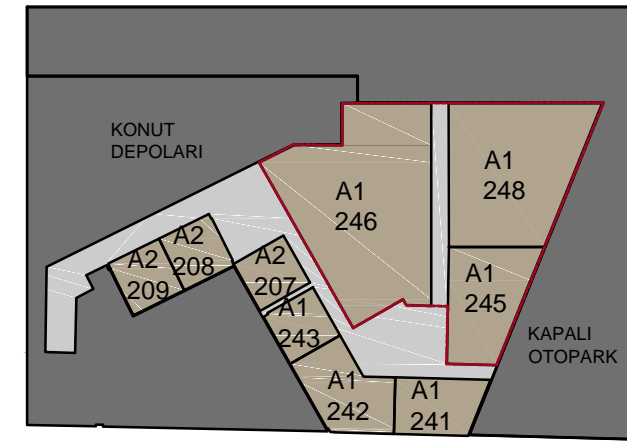 KONUT
DEPOLARI
A1
248
A1
246
A2
208
A2
209
A2
207
A1
245
A1
243
KAPALI
OTOPARK
A1
242
A1
241